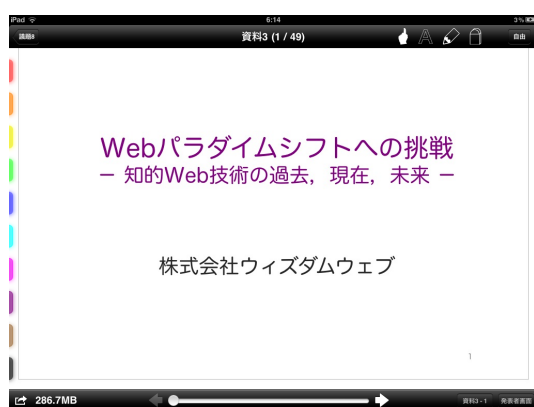 iPad 6:14 3%
議題8 資料3 (1 / 49) A 自由
Webパラダイムシフトへの挑戦
− 知的Web技術の過去，現在，未来 −
株式会社ウィズダムウェブ
1
286.7MB 資料3 - 1 発表者画面